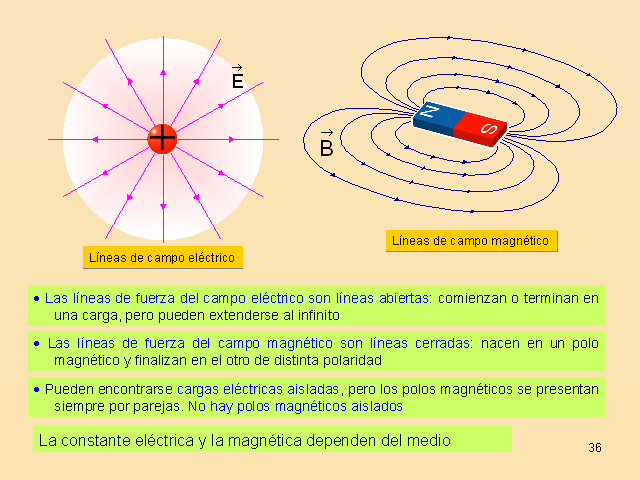 E
B
N
S
+
Líneas de campo eléctrico
Líneas de campo magnético
• Las líneas de fuerza del campo eléctrico son líneas abiertas: comienzan o terminan en
una carga, pero pueden extenderse al infinito
• Las líneas de fuerza del campo magnético son líneas cerradas: nacen en un polo
magnético y finalizan en el otro de distinta polaridad
• Pueden encontrarse cargas eléctricas aisladas, pero los polos magnéticos se presentan
siempre por parejas. No hay polos magnéticos aislados
La constante eléctrica y la magnética dependen del medio
36